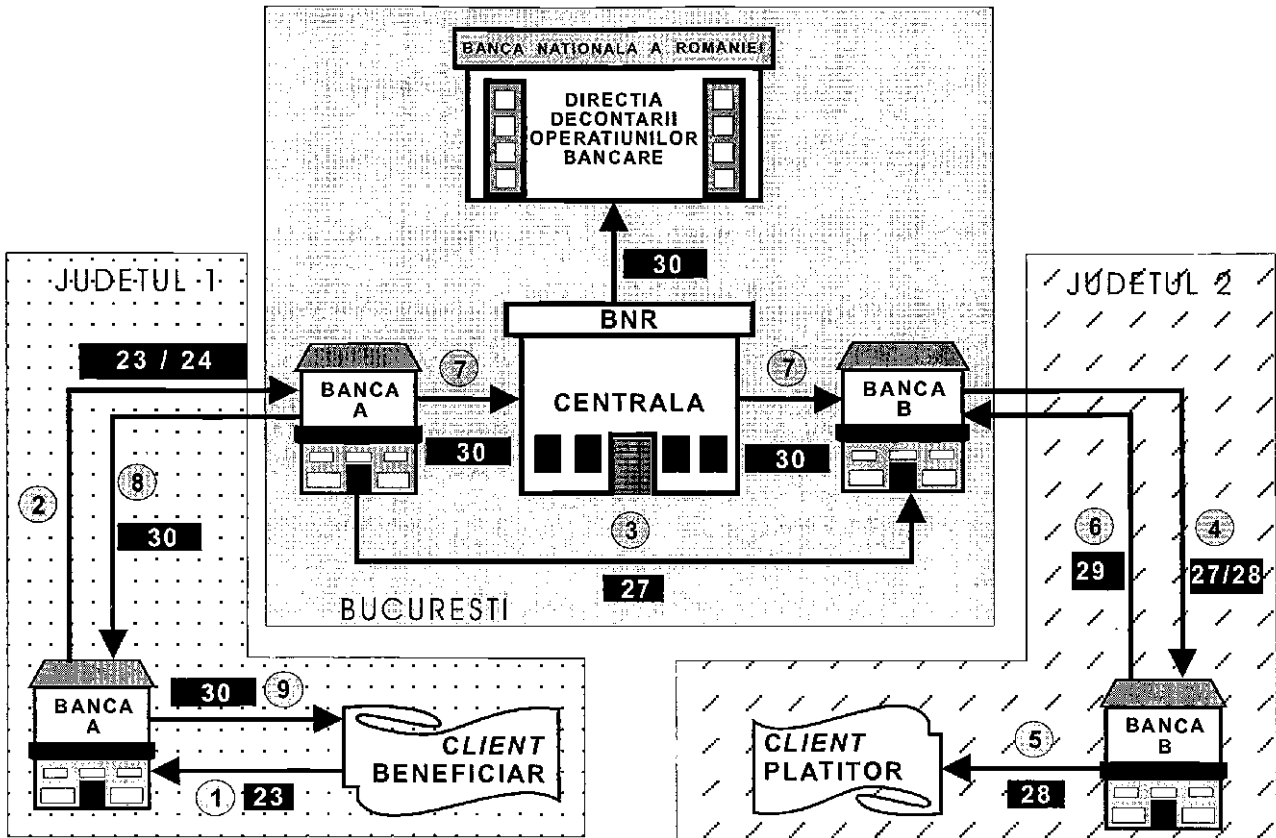 BANCA NATIONALA A ROMANIEI
DIRECTIA
DECONTARII
OPERATIUNILOR
BANCARE
30
JUDETUL 1
JUDETUL 2
BNR
23 / 24
BANCA
A
7
CENTRALA
7
BANCA
B
30
30
2
8
30
3
27
6
29
4
27/28
BUCURESTI
BANCA
A
30 9
CLIENT
BENEFICIAR
1 23
CLIENT
PLATITOR
5
28
BANCA
B